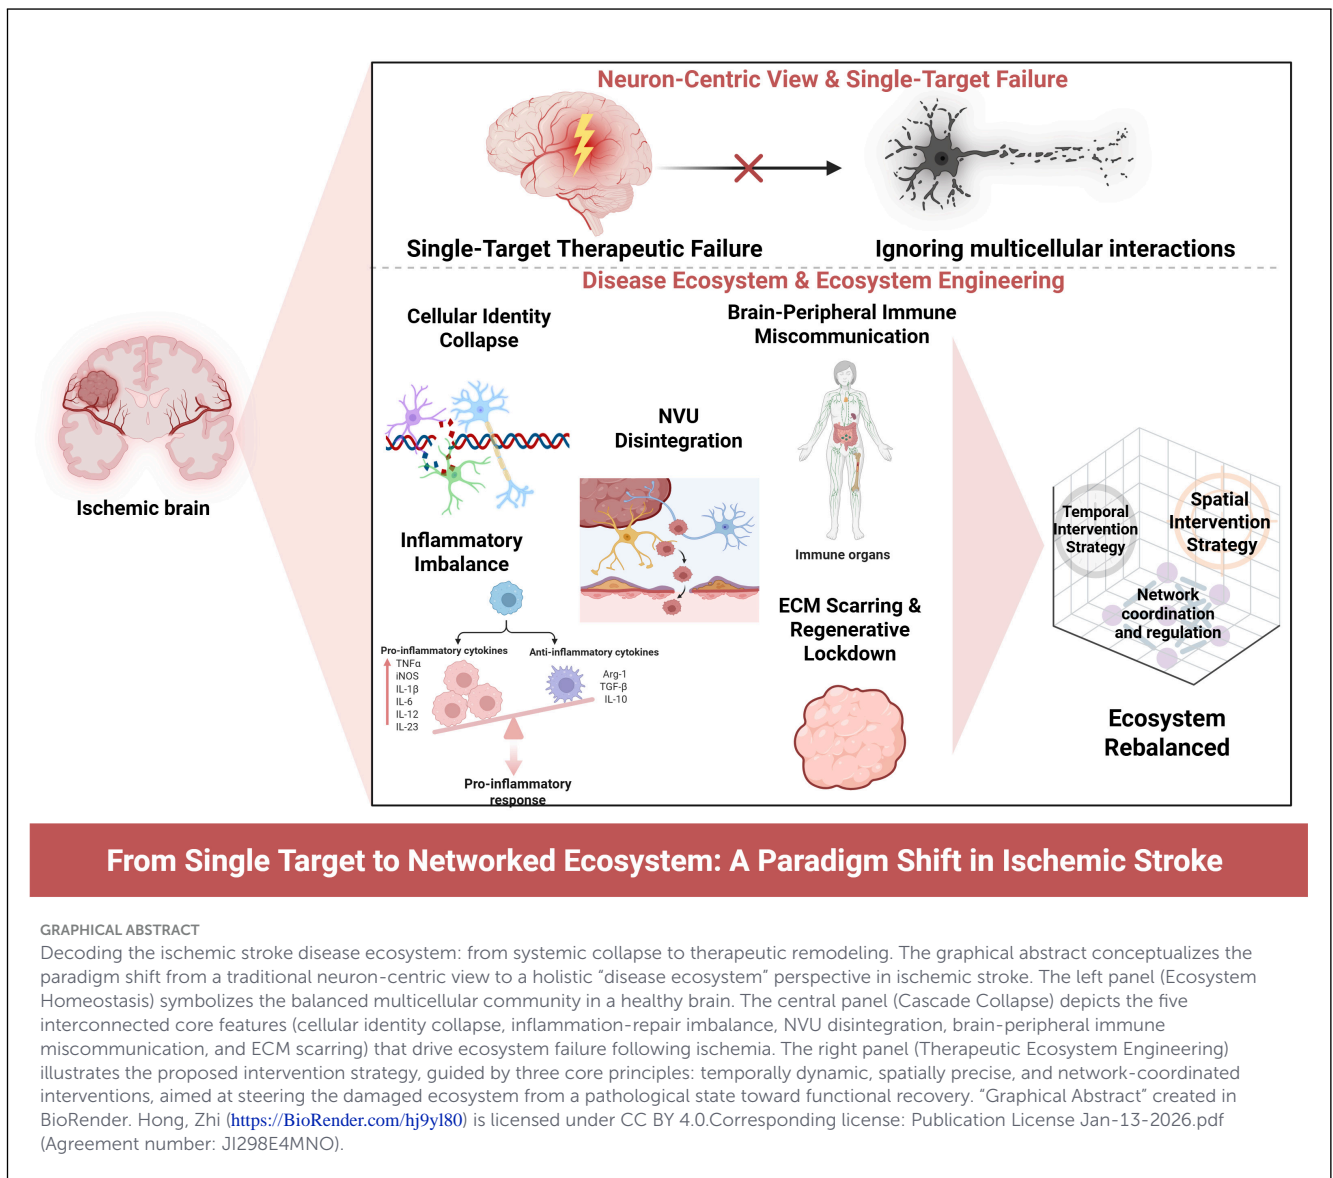 Neuron-Centric View & Single-Target Failure
Single-Target Therapeutic Failure
Ignoring multicellular interactions
Disease Ecosystem & Ecosystem Engineering
Ischemic brain
Cellular Identity
Collapse
Brain-Peripheral Immune
Miscommunication
NVU
Disintegration
Immune organs
Inflammatory
Imbalance
Pro-inflammatory cytokines
TNFα
iNOS
IL-1β
IL-6
IL-12
IL-23
Anti-inflammatory cytokines
Arg-1
TGF-β
IL-10
Pro-inflammatory
response
ECM Scarring &
Regenerative
Lockdown
Temporal
Intervention
Strategy
Spatial
Intervention
Strategy
Network
coordination
and regulation
Ecosystem
Rebalanced
From Single Target to Networked Ecosystem: A Paradigm Shift in Ischemic Stroke
GRAPHICAL ABSTRACT
Decoding the ischemic stroke disease ecosystem: from systemic collapse to therapeutic remodeling. The graphical abstract conceptualizes the
paradigm shift from a traditional neuron-centric view to a holistic “disease ecosystem” perspective in ischemic stroke. The left panel (Ecosystem
Homeostasis) symbolizes the balanced multicellular community in a healthy brain. The central panel (Cascade Collapse) depicts the five
interconnected core features (cellular identity collapse, inflammation-repair imbalance, NVU disintegration, brain-peripheral immune
miscommunication, and ECM scarring) that drive ecosystem failure following ischemia. The right panel (Therapeutic Ecosystem Engineering)
illustrates the proposed intervention strategy, guided by three core principles: temporally dynamic, spatially precise, and network-coordinated
interventions, aimed at steering the damaged ecosystem from a pathological state toward functional recovery. “Graphical Abstract” created in
BioRender. Hong, Zhi (https://BioRender.com/hj9yl80) is licensed under CC BY 4.0.Corresponding license: Publication License Jan-13-2026.pdf
(Agreement number: JI298E4MNO).